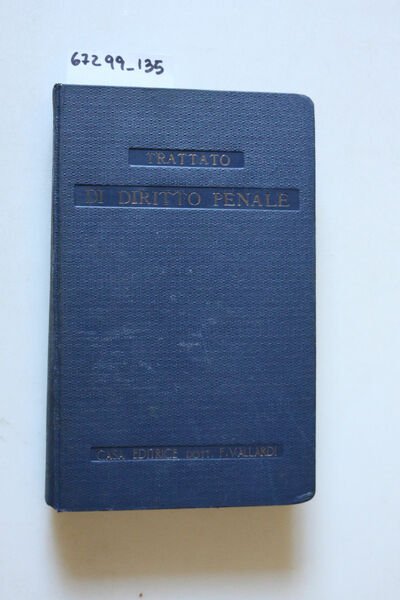 67299_135
TRATTATO
DI DIRITTO PENALE
CASA EDITRICE DOTT. F. VALLARDI